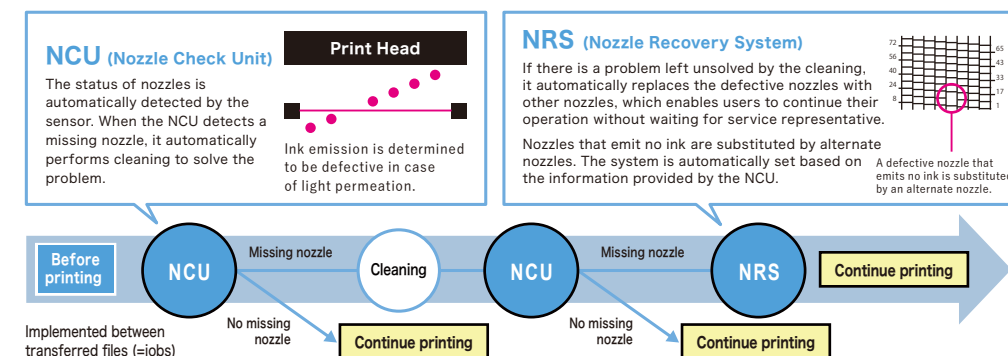 NCU (Nozzle Check Unit)
The status of nozzles is
automatically detected by the
sensor. When the NCU detects a
missing nozzle, it automatically
performs cleaning to solve the
problem.
Print Head
Ink emission is determined
to be defective in case
of light permeation.
NRS (Nozzle Recovery System)
If there is a problem left unsolved by the cleaning,
it automatically replaces the defective nozzles with
other nozzles, which enables users to continue their
operation without waiting for service representative.
Nozzles that emit no ink are substituted by alternate
nozzles. The system is automatically set based on
the information provided by the NCU.
72
56
40
24
8
65
43
33
17
1
A defective nozzle that
emits no ink is substituted
by an alternate nozzle.
Before
printing
NCU
Missing nozzle
Cleaning
NCU
Missing nozzle
NRS
Continue printing
No missing
nozzle
Continue printing
No missing
nozzle
Continue printing
Implemented between
transferred files (=jobs)